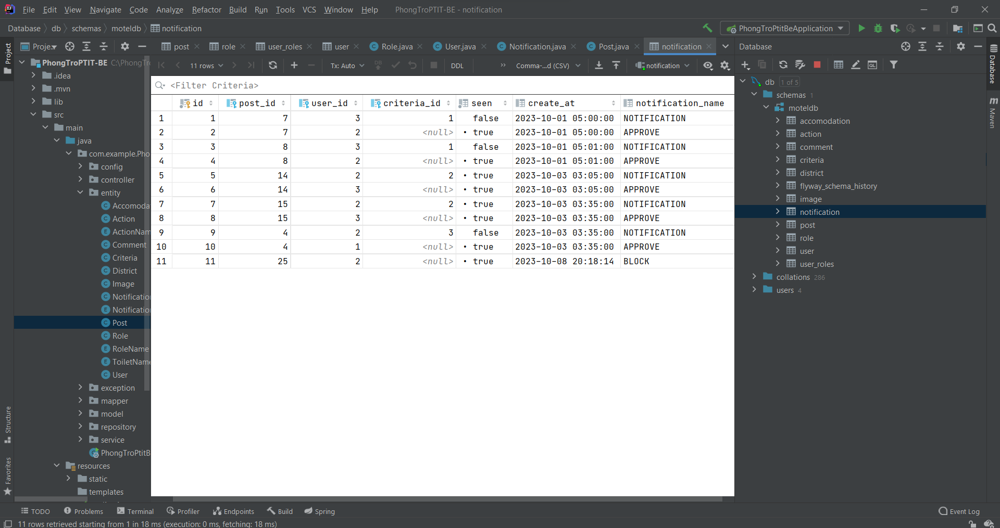 File Edit View Navigate Code Analyze Refactor Build Run Tools VCS Window Help PhongTroPTIT-BE - notification
Database db schemas moteldb notification
PhongTroPtitBeApplication
Project
Structure
Favorites
Proje...
post role user_roles user Role.java User.java Notification.java Post.java notification
11 rows Tx: Auto DDL Comma-...d (CSV) notification
PhongTroPTIT-BE C:\PhongTr
.idea
.mvn
lib
src
main
java
com.example.Pho
config
controller
entity
Accomoda
Action
ActionNam
Comment
Criteria
District
Image
Notificatio
Notificatio
Post
Role
RoleName
ToiletName
User
exception
mapper
model
repository
service
PhongTroPtitB
resources
static
templates
<Filter Criteria>
id post_id user_id criteria_id seen create_at notification_name
1 1 7 3 1 false 2023-10-01 05:00:00 NOTIFICATION
2 2 7 2 <null> • true 2023-10-01 05:00:00 APPROVE
3 3 8 3 1 false 2023-10-01 05:01:00 NOTIFICATION
4 4 8 2 <null> • true 2023-10-01 05:01:00 APPROVE
5 5 14 2 2 • true 2023-10-03 03:05:00 NOTIFICATION
6 6 14 3 <null> • true 2023-10-03 03:05:00 APPROVE
7 7 15 2 2 • true 2023-10-03 03:35:00 NOTIFICATION
8 8 15 3 <null> • true 2023-10-03 03:35:00 APPROVE
9 9 4 2 3 false 2023-10-03 03:35:00 NOTIFICATION
10 10 4 1 <null> • true 2023-10-03 03:35:00 APPROVE
11 11 25 2 <null> • true 2023-10-08 20:18:14 BLOCK
Database
QL
db 1 of 5
schemas 1
moteldb
accomodation
action
comment
criteria
district
flyway_schema_history
image
notification
post
role
user
user_roles
collations 286
users 4
Database
m Maven
TODO Problems Terminal Profiler Endpoints Build Spring Event Log
11 rows retrieved starting from 1 in 18 ms (execution: 0 ms, fetching: 18 ms)